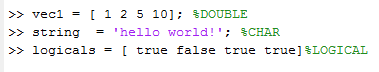 >> vec1 = [ 1 2 5 10]; %DOUBLE
>> string  = 'hello world!'; %CHAR
>> logicals = [ true false true true]%LOGICAL